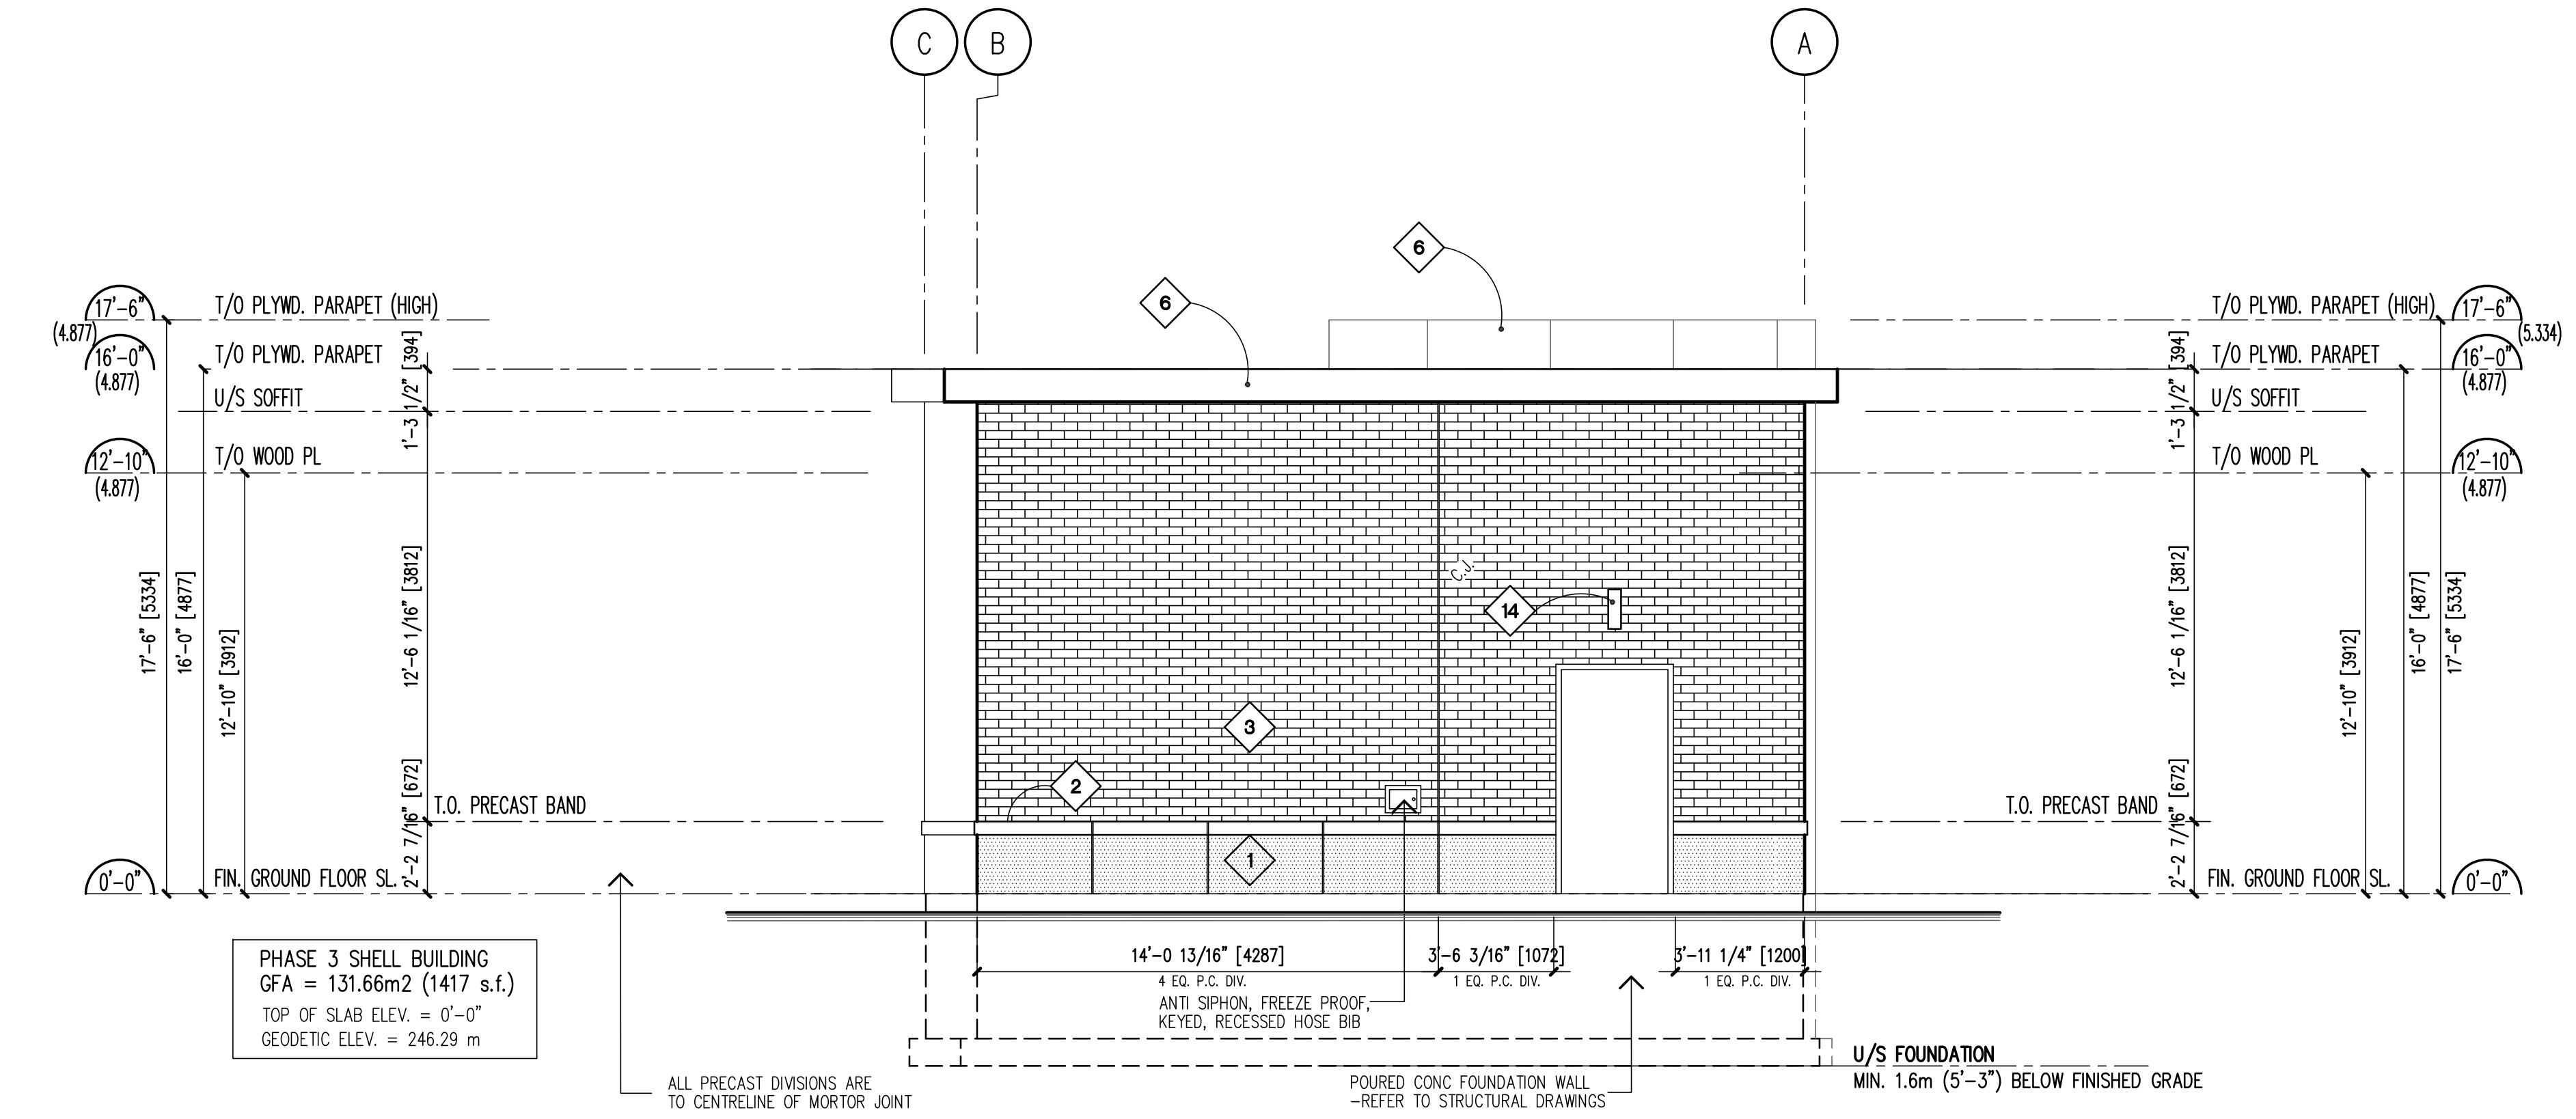 C
B
A
6
6
17'-6"
T/O PLYWD. PARAPET (HIGH)
(4.877)
16'-0"
T/O PLYWD. PARAPET
(4.877)
U/S SOFFIT
12'-10"
T/O WOOD PL
(4.877)
1'-3 1/2" [394]
12'-6 1/16" [3812]
17'-6" [5334]
16'-0" [4877]
12'-10" [3912]
2'-2 7/16" [672]
T.O. PRECAST BAND
0'-0"
FIN. GROUND FLOOR SL.
T/O PLYWD. PARAPET (HIGH)
17'-6"
(5.334)
T/O PLYWD. PARAPET
16'-0"
(4.877)
U/S SOFFIT
T/O WOOD PL
12'-10"
(4.877)
1'-3 1/2" [394]
12'-6 1/16" [3812]
12'-10" [3912]
16'-0" [4877]
17'-6" [5334]
2'-2 7/16" [672]
T.O. PRECAST BAND
FIN. GROUND FLOOR SL.
0'-0"
C.J.
14
3
2
1
14'-0 13/16" [4287]
4 EQ. P.C. DIV.
3'-6 3/16" [1072]
1 EQ. P.C. DIV.
3'-11 1/4" [1200]
1 EQ. P.C. DIV.
ANTI SIPHON, FREEZE PROOF,
KEYED, RECESSED HOSE BIB
PHASE 3 SHELL BUILDING
GFA = 131.66m2 (1417 s.f.)
TOP OF SLAB ELEV. = 0'-0"
GEODETIC ELEV. = 246.29 m
ALL PRECAST DIVISIONS ARE
TO CENTRELINE OF MORTOR JOINT
POURED CONC FOUNDATION WALL
-REFER TO STRUCTURAL DRAWINGS
U/S FOUNDATION
MIN. 1.6m (5'-3") BELOW FINISHED GRADE